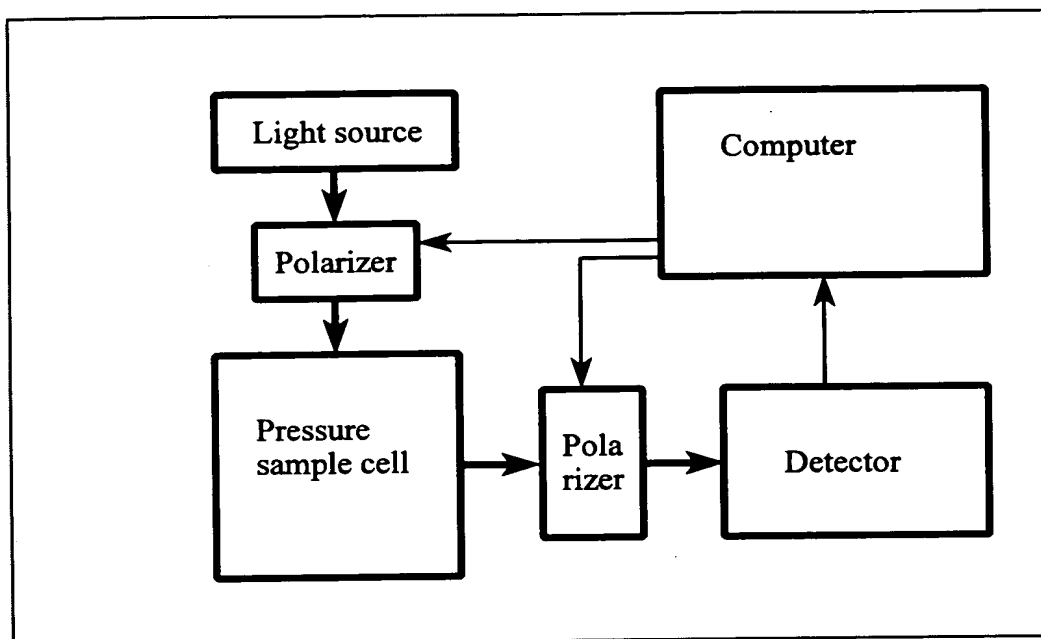 Light source
Computer
Polarizer
Pressure
sample cell
Pola
rizer
Detector